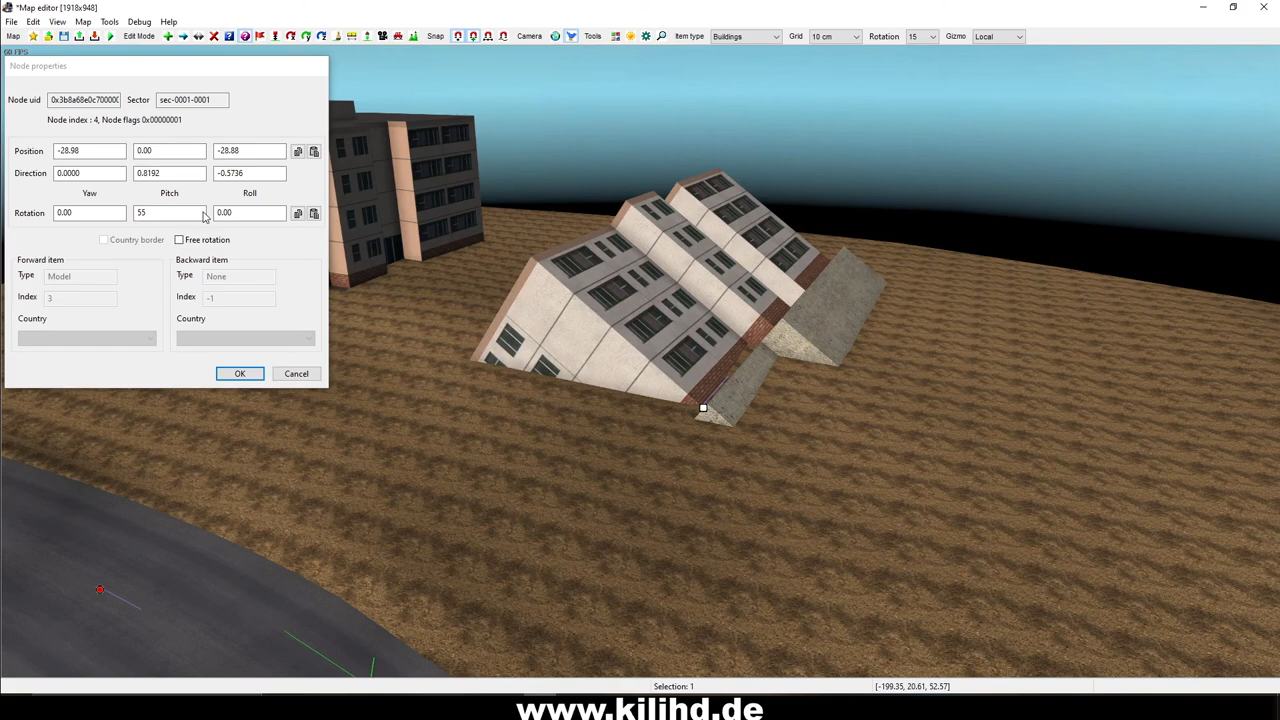 *Map editor [1918x948]
File Edit View Map Tools Debug Help
Map Edit Mode Snap Camera Tools Item type Buildings Grid 10 cm Rotation 15 Gizmo Local
60 FPS
Node properties
Node uid 0x3b8a68e0c700000 Sector sec-0001-0001
Node index : 4, Node flags 0x00000001
Position -28.98 0.00 -28.88
Direction 0.0000 0.8192 -0.5736
Yaw Pitch Roll
Rotation 0.00 55 0.00
Country border Free rotation
Forward item Backward item
Type Model Type None
Index 3 Index -1
Country Country
OK Cancel
Selection: 1 [-199.35, 20.61, 52.57]
www.kilihd.de